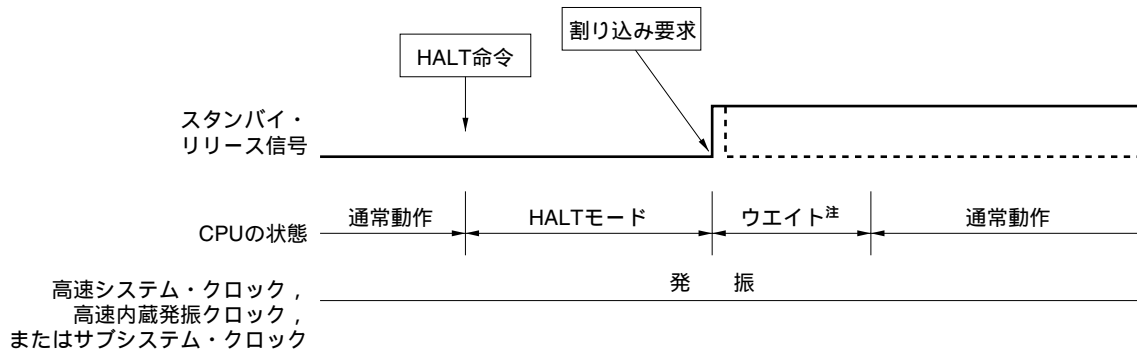 割り込み要求
HALT命令
スタンバイ・
リリース信号
通常動作 HALTモード ウエイト注 通常動作
CPUの状態
発 振
高速システム・クロック，
高速内蔵発振クロック，
またはサブシステム・クロック